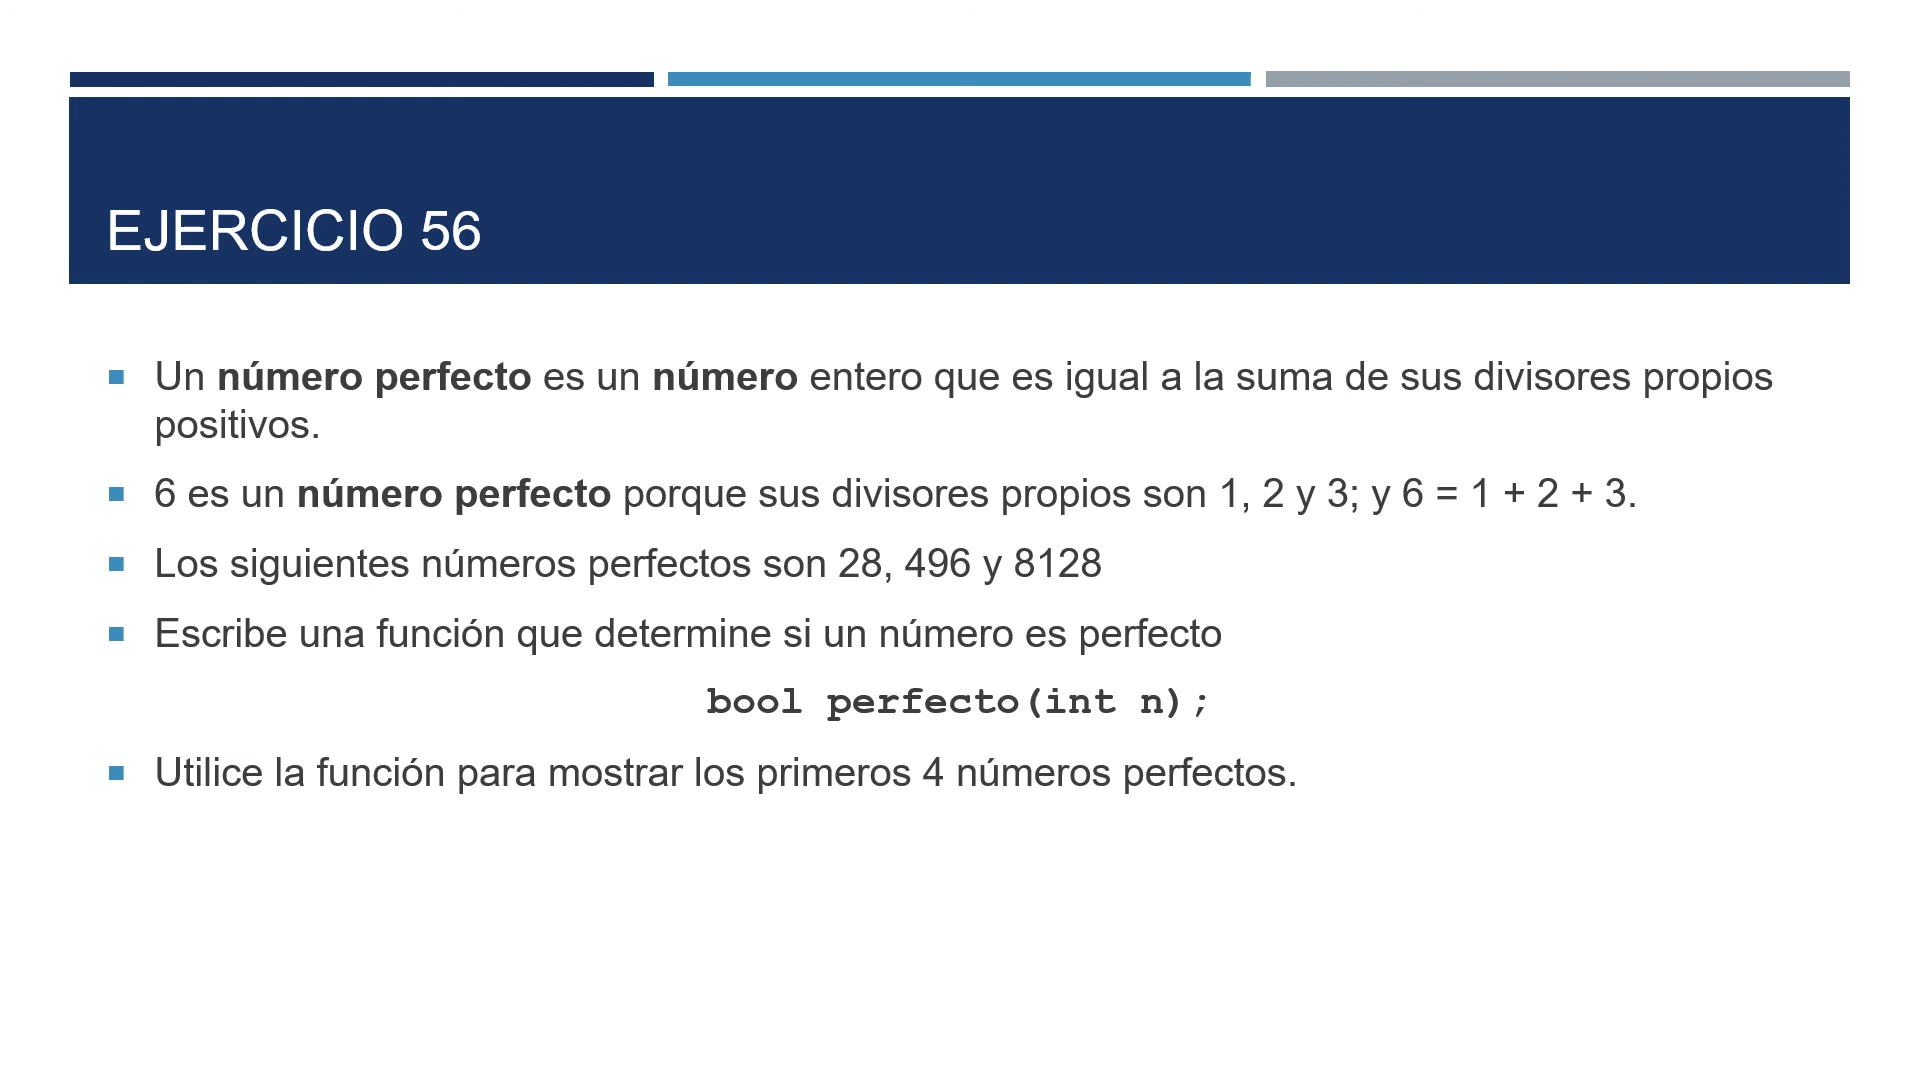 EJERCICIO 56
Un número perfecto es un número entero que es igual a la suma de sus divisores propios
positivos.
6 es un número perfecto porque sus divisores propios son 1, 2 y 3; y 6 = 1 + 2 + 3.
Los siguientes números perfectos son 28, 496 y 8128
Escribe una función que determine si un número es perfecto
bool perfecto(int n);
Utilice la función para mostrar los primeros 4 números perfectos.